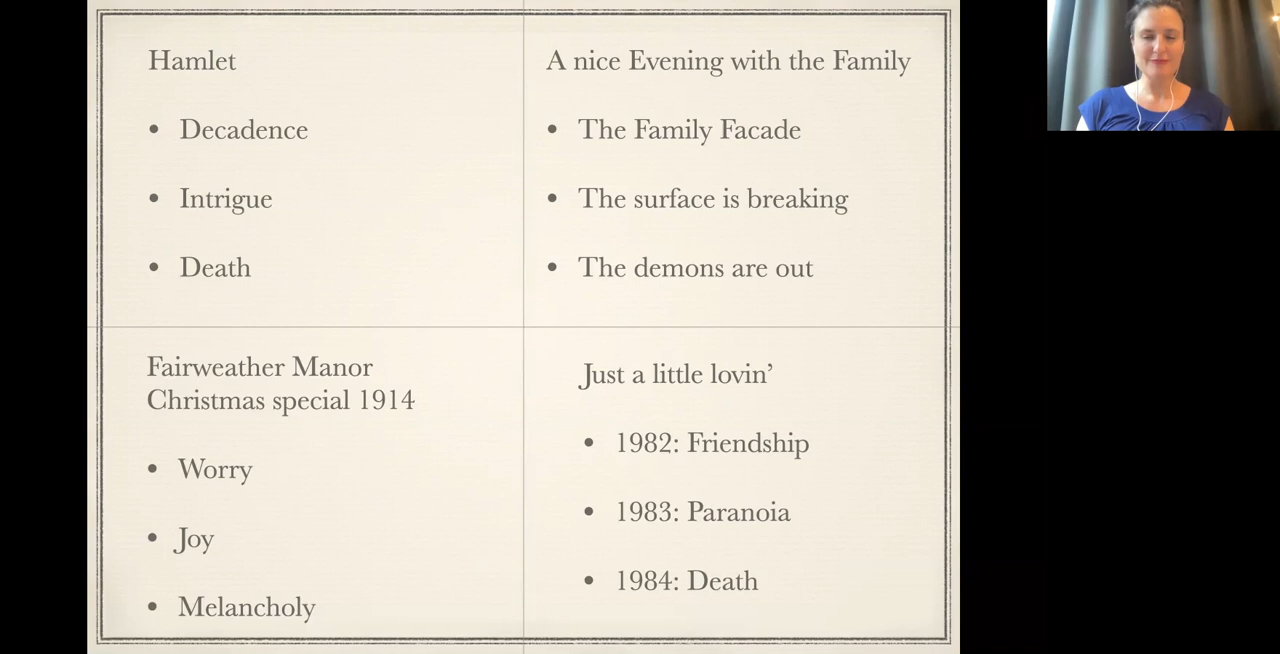 Hamlet
• Decadence
• Intrigue
• Death
A nice Evening with the Family
• The Family Facade
• The surface is breaking
• The demons are out
Fairweather Manor
Christmas special 1914
• Worry
• Joy
• Melancholy
Just a little lovin’
• 1982: Friendship
• 1983: Paranoia
• 1984: Death